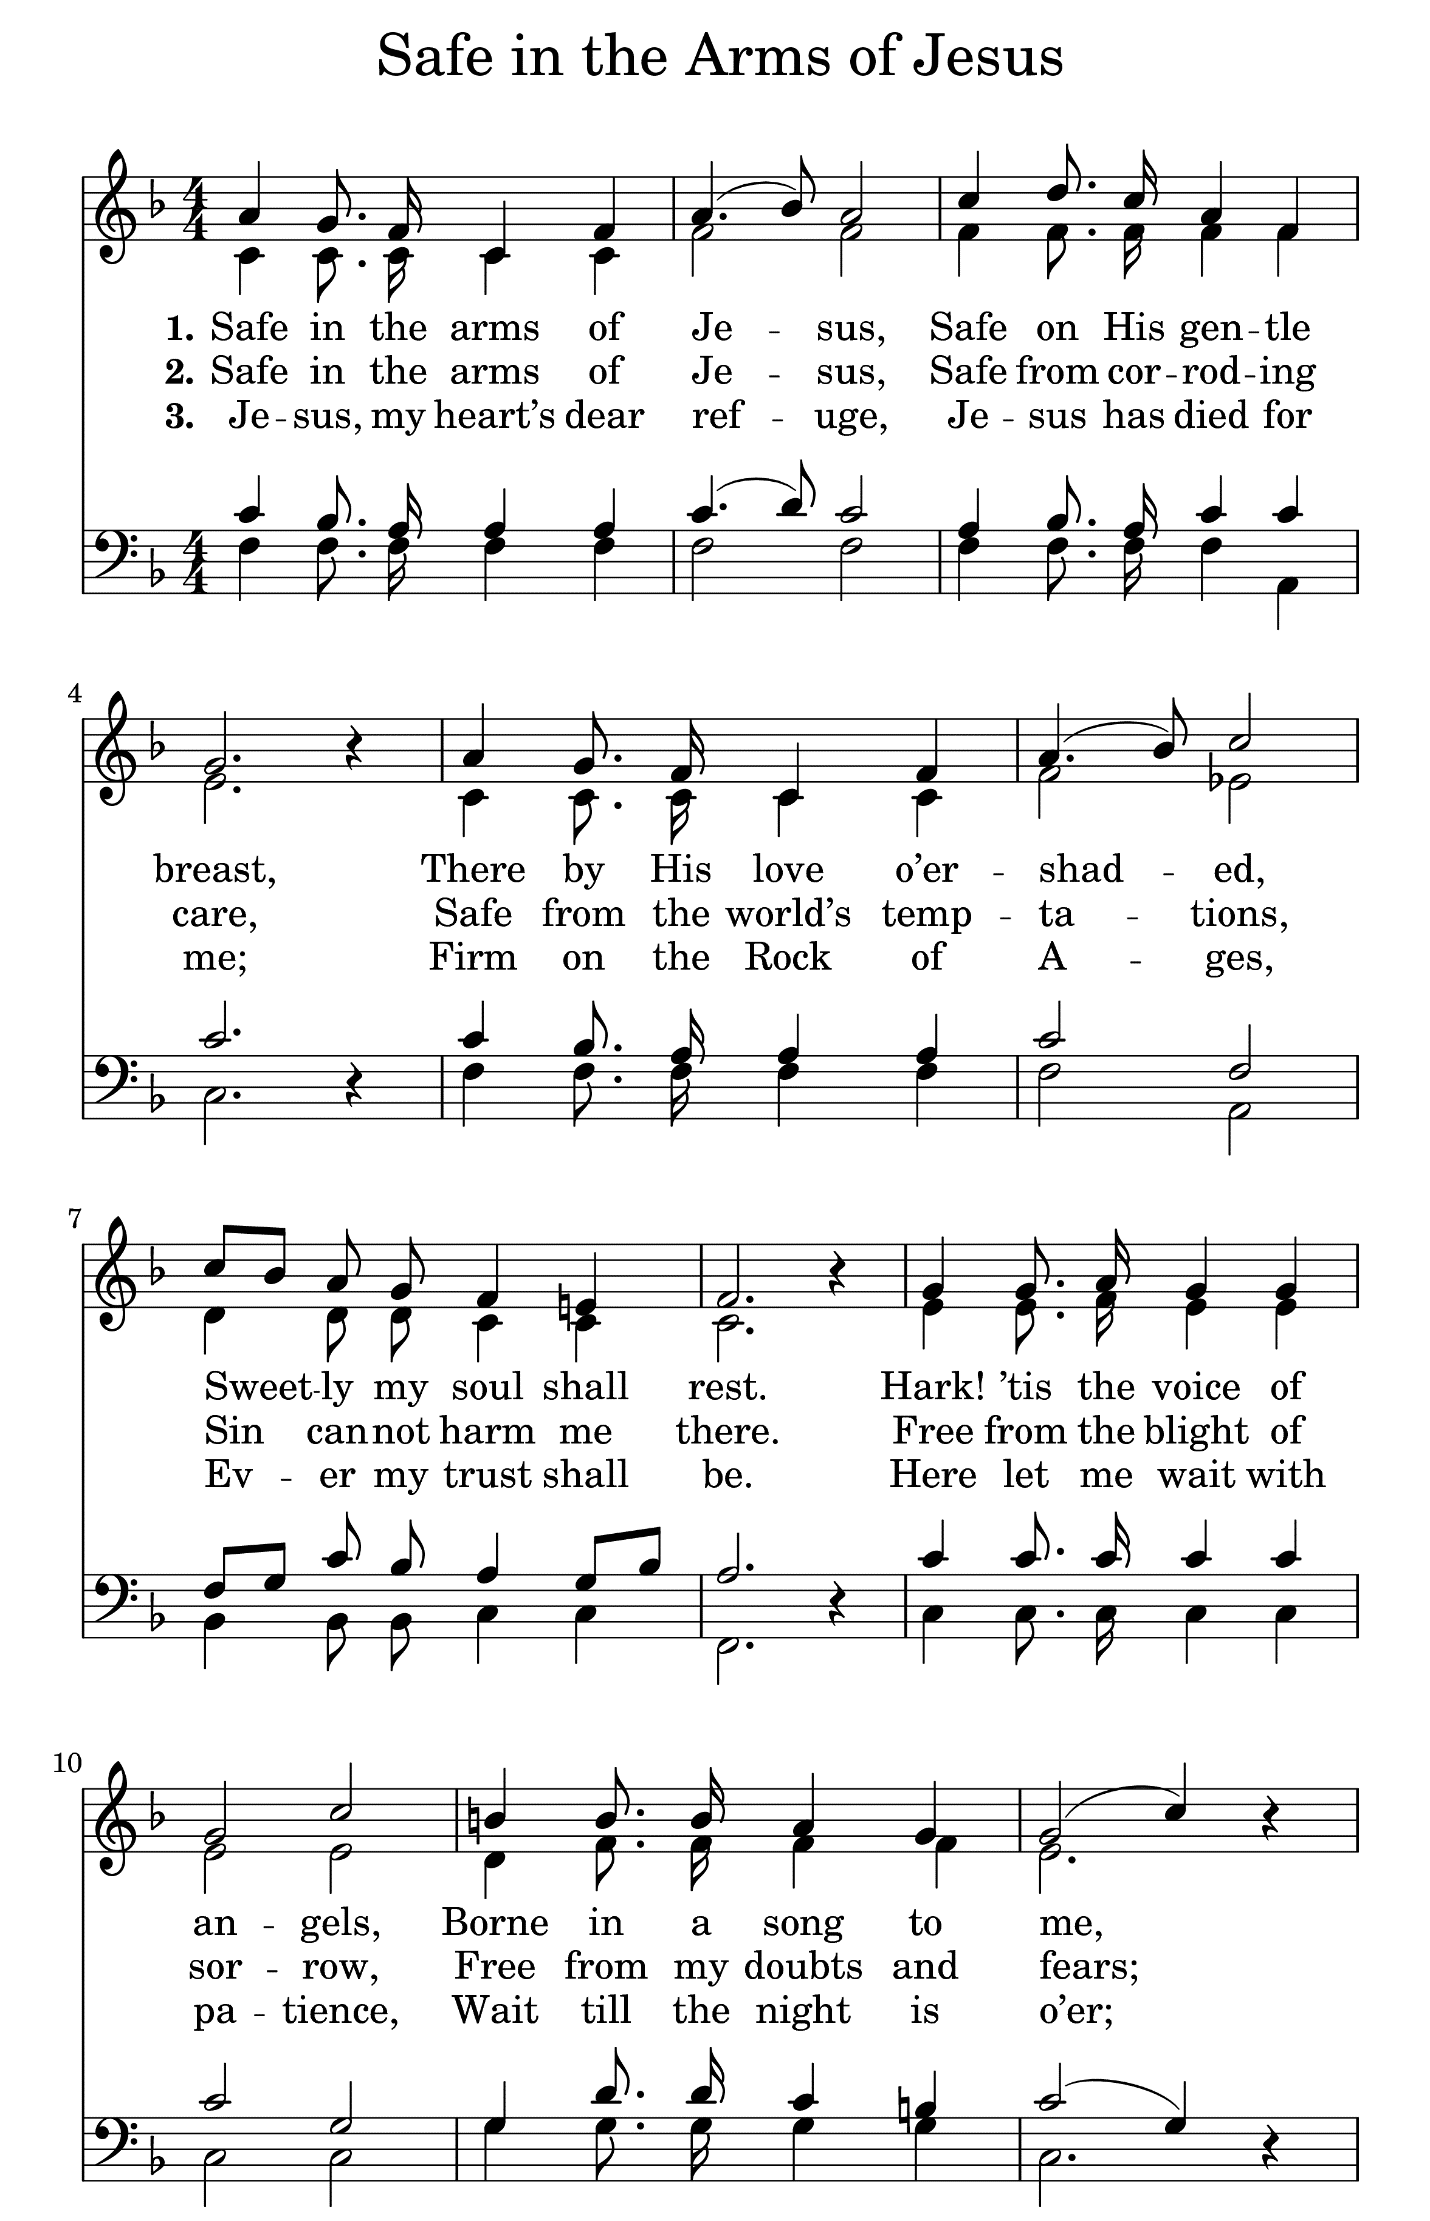 Safe in the Arms of Jesus
4
4
1. Safe in the arms of Je -- sus, Safe on His gen -- tle
2. Safe in the arms of Je -- sus, Safe from cor -- rod -- ing
3. Je -- sus, my heart’s dear ref -- uge, Je -- sus has died for
4
4
4
breast, There by His love o’er -- shad -- ed,
care, Safe from the world’s temp -- ta -- tions,
me; Firm on the Rock of A -- ges,
7
Sweet -- ly my soul shall rest. Hark! ’tis the voice of
Sin can -- not harm me there. Free from the blight of
Ev -- er my trust shall be. Here let me wait with
10
an -- gels, Borne in a song to me,
sor -- row, Free from my doubts and fears;
pa -- tience, Wait till the night is o’er;